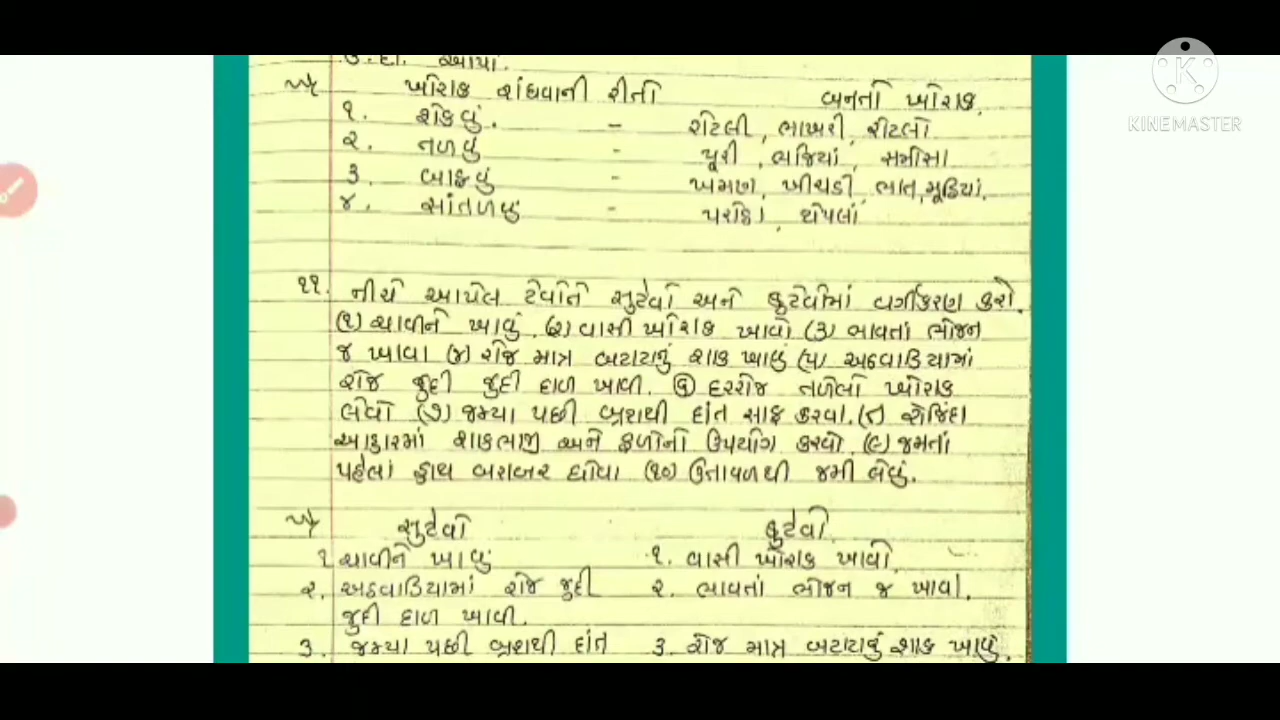 ઉ.દા. આપો.
KINEMASTER
જ. ખોરાક રાંધવાની રીતો બનતો ખોરાક.
૧. શેકવું. - રોટલી, ભાખરી, રોટલો
૨. તળવું - પૂરી, ભજિયાં, સમોસા
૩. બાફવું - ખમણ, ખીચડી, ભાત, મૂઠિયાં.
૪. સાંતળવું - પરાઠા, થેપલાં
૧૧. નીચે આપેલ ટેવોને સુટેવો અને કુટેવોમાં વર્ગીકરણ કરો.
(૧) ચાવીને ખાવું. (૨) વાસી ખોરાક ખાવો (૩) ભાવતાં ભોજન
જ ખાવા (૪) રોજ માત્ર બટાટાનું શાક ખાવું (૫) અઠવાડિયામાં
રોજ જુદી જુદી દાળ ખાવી. (૬) દરરોજ તળેલો ખોરાક
લેવો (૭) જમ્યા પછી બ્રશથી દાંત સાફ કરવા. (૮) રોજિંદા
આહારમાં શાકભાજી અને ફળોનો ઉપયોગ કરવો. (૯) જમતાં
પહેલાં હાથ બરાબર ધોવા (૧૦) ઉતાવળથી જમી લેવું.
જ. સુટેવો કુટેવો.
૧. ચાવીને ખાવું ૧. વાસી ખોરાક ખાવો.
૨. અઠવાડિયામાં રોજ જુદી ૨. ભાવતાં ભોજન જ ખાવાં.
જુદી દાળ ખાવી.
૩. જમ્યા પછી બ્રશથી દાંત ૩. રોજ માત્ર બટાટાનું શાક ખાવું.